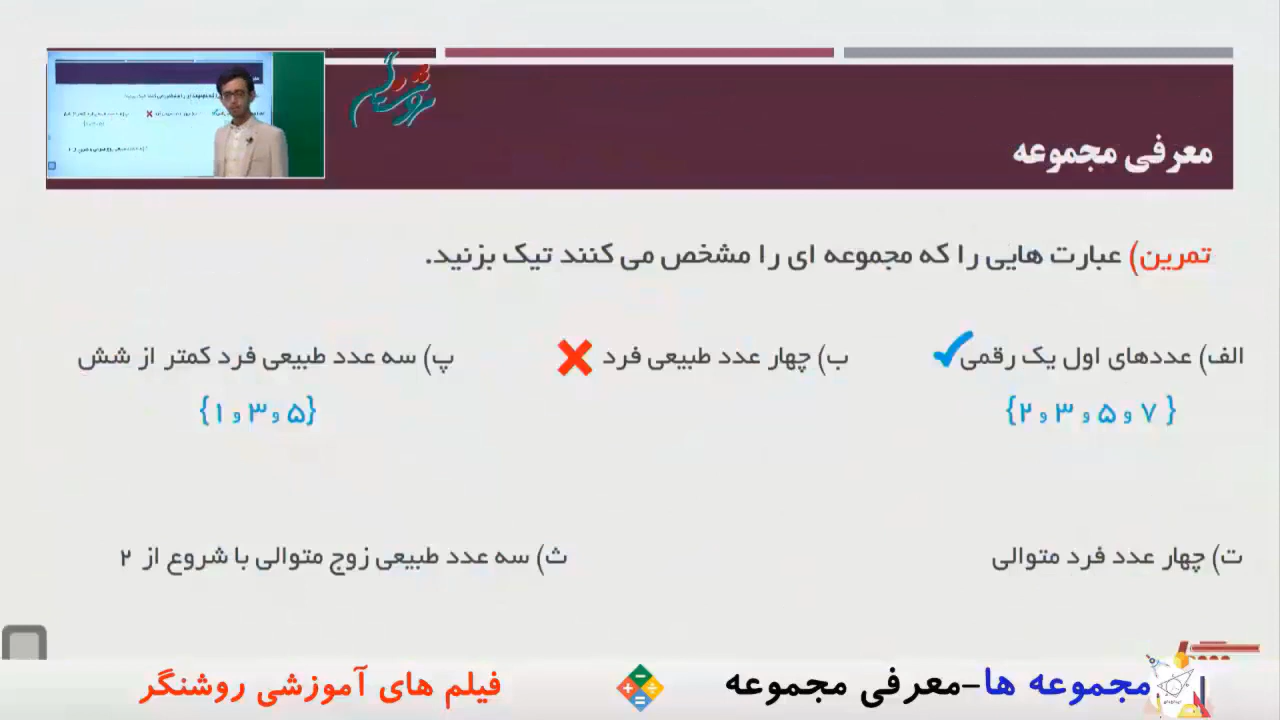 معرفی مجموعه
تمرین) عبارت هایی را که مجموعه ای را مشخص می کنند تیک بزنید.
الف) عددهای اول یک رقمی ب) چهار عدد طبیعی فرد پ) سه عدد طبیعی فرد کمتر از شش
{۲ و ۳ و ۵ و ۷} {۱ و ۳ و ۵}
ت) چهار عدد فرد متوالی ث) سه عدد طبیعی زوج متوالی با شروع از ۲
مجموعه ها-معرفی مجموعه فیلم های آموزشی روشنگر